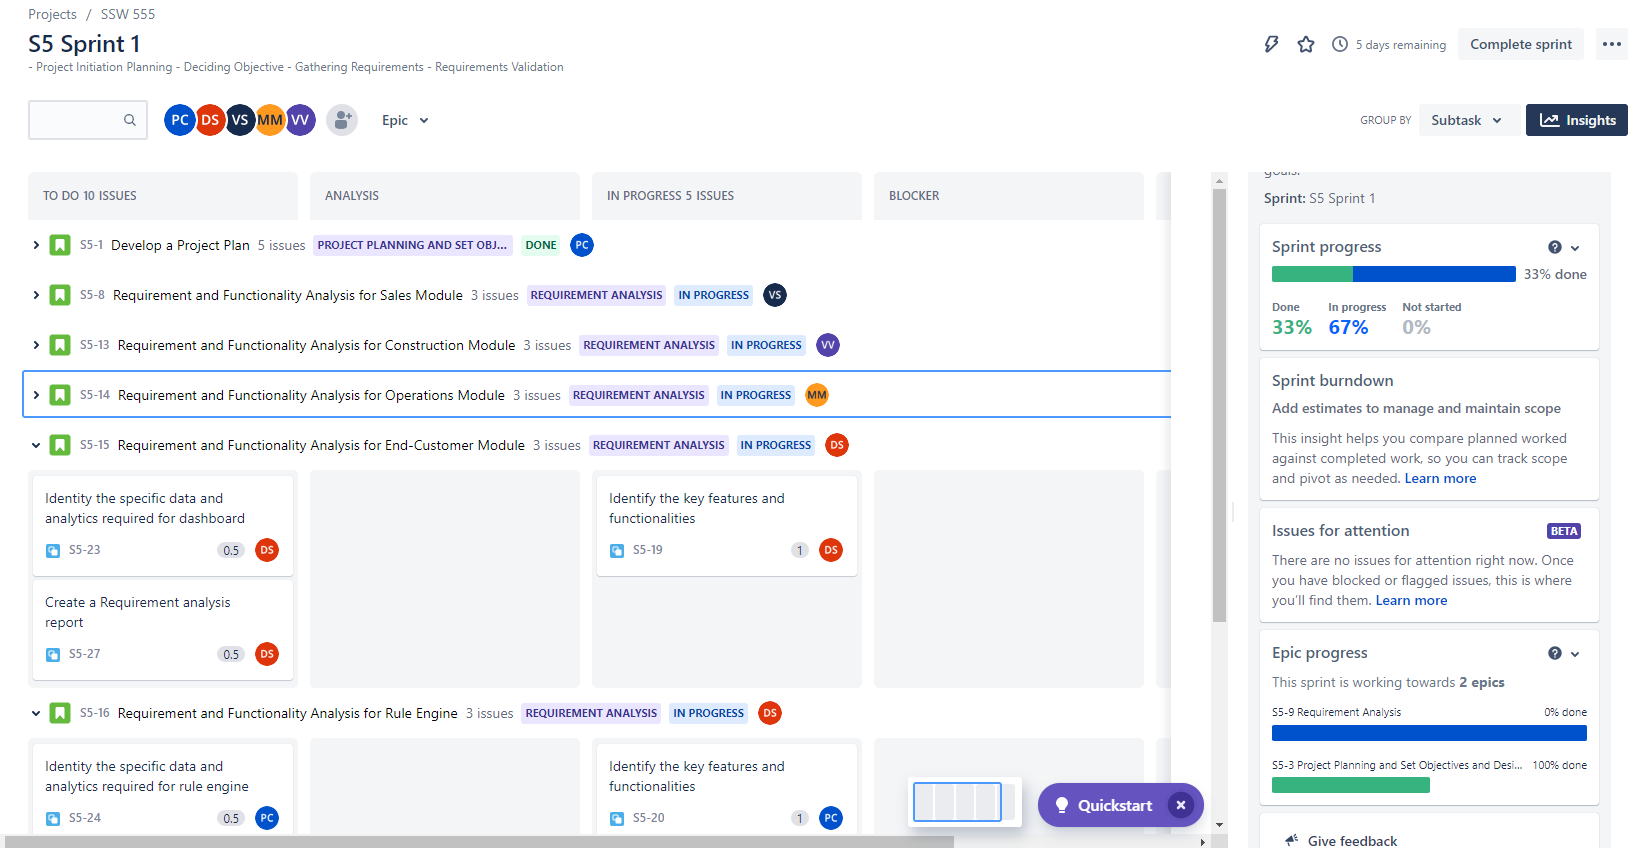 Projects / SSW 555
S5 Sprint 1
- Project Initiation Planning - Deciding Objective - Gathering Requirements - Requirements Validation
5 days remaining
Complete sprint
PC DS VS MM VV
Epic
GROUP BY
Subtask
Insights
TO DO 10 ISSUES
ANALYSIS
IN PROGRESS 5 ISSUES
BLOCKER
S5-1 Develop a Project Plan 5 issues PROJECT PLANNING AND SET OBJ... DONE PC
S5-8 Requirement and Functionality Analysis for Sales Module 3 issues REQUIREMENT ANALYSIS IN PROGRESS VS
S5-13 Requirement and Functionality Analysis for Construction Module 3 issues REQUIREMENT ANALYSIS IN PROGRESS VV
S5-14 Requirement and Functionality Analysis for Operations Module 3 issues REQUIREMENT ANALYSIS IN PROGRESS MM
S5-15 Requirement and Functionality Analysis for End-Customer Module 3 issues REQUIREMENT ANALYSIS IN PROGRESS DS
Identity the specific data and
analytics required for dashboard
S5-23 0.5 DS
Create a Requirement analysis
report
S5-27 0.5 DS
Identify the key features and
functionalities
S5-19 1 DS
S5-16 Requirement and Functionality Analysis for Rule Engine 3 issues REQUIREMENT ANALYSIS IN PROGRESS DS
Identity the specific data and
analytics required for rule engine
S5-24 0.5 PC
Identify the key features and
functionalities
S5-20 1 PC
Quickstart
goals.
Sprint: S5 Sprint 1
Sprint progress
33% done
Done In progress Not started
33% 67% 0%
Sprint burndown
Add estimates to manage and maintain scope
This insight helps you compare planned worked
against completed work, so you can track scope
and pivot as needed. Learn more
Issues for attention BETA
There are no issues for attention right now. Once
you have blocked or flagged issues, this is where
you'll find them. Learn more
Epic progress
This sprint is working towards 2 epics
S5-9 Requirement Analysis 0% done
S5-3 Project Planning and Set Objectives and Desi... 100% done
Give feedback